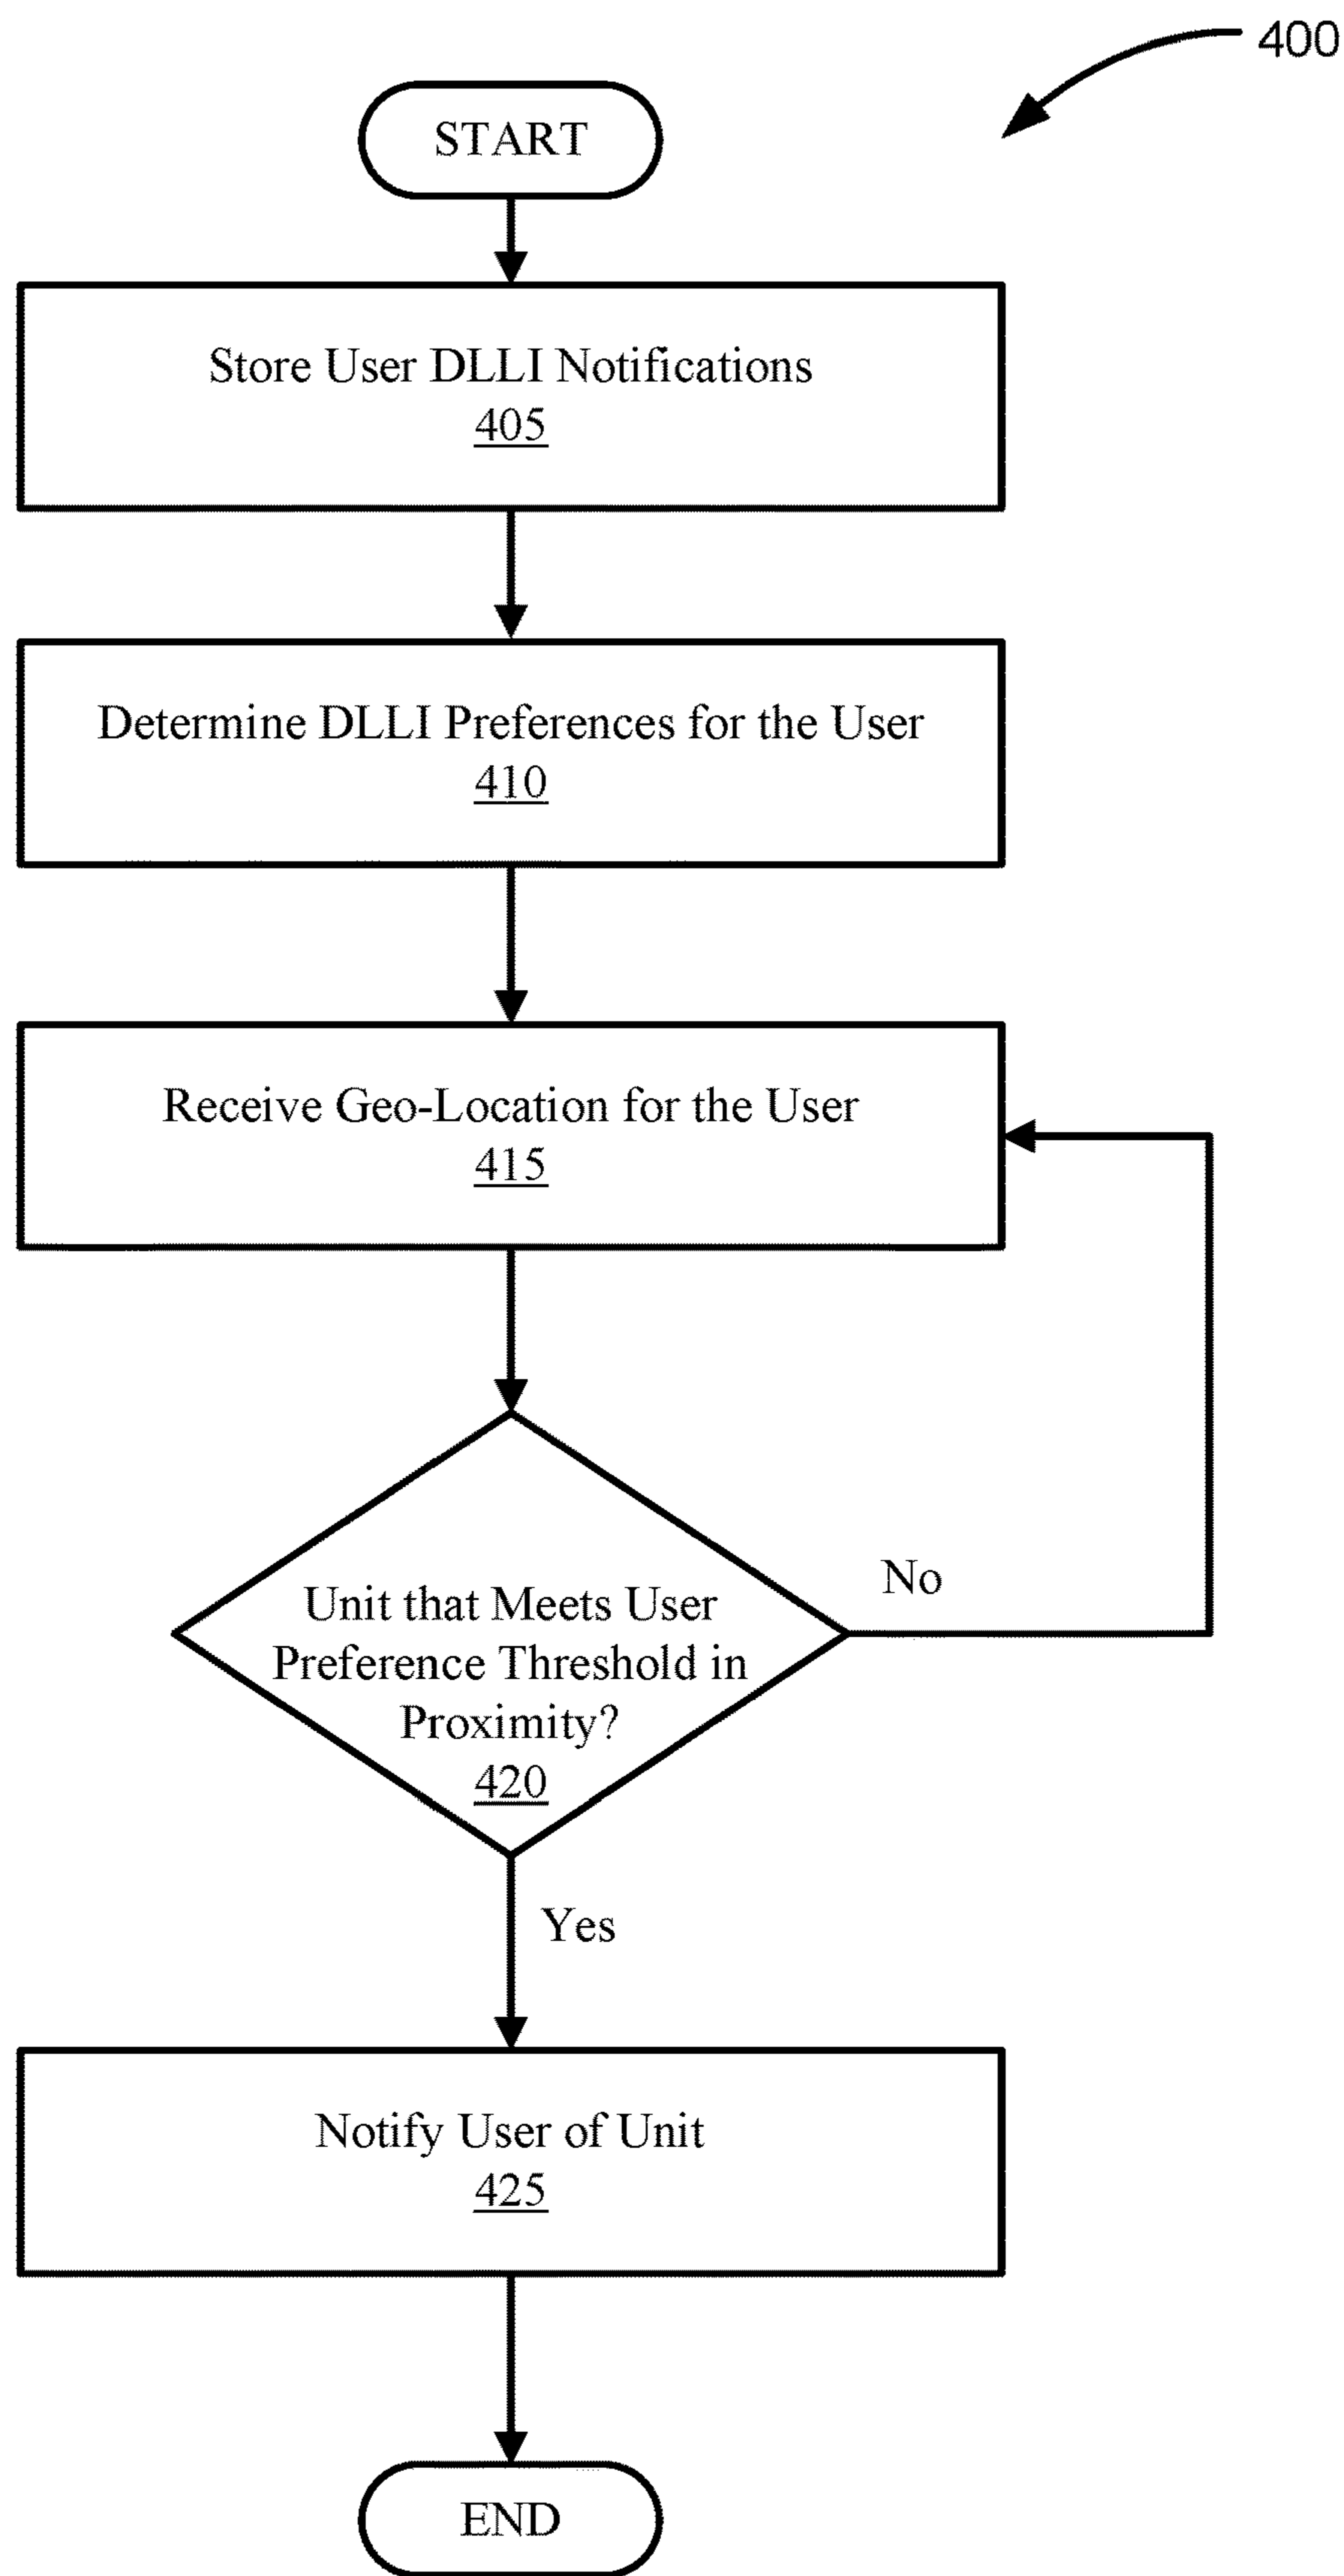 400
START
Store User DLLI Notifications
405
Determine DLLI Preferences for the User
410
Receive Geo-Location for the User
415
No
Unit that Meets User
Preference Threshold in
Proximity?
420
Yes
Notify User of Unit
425
END